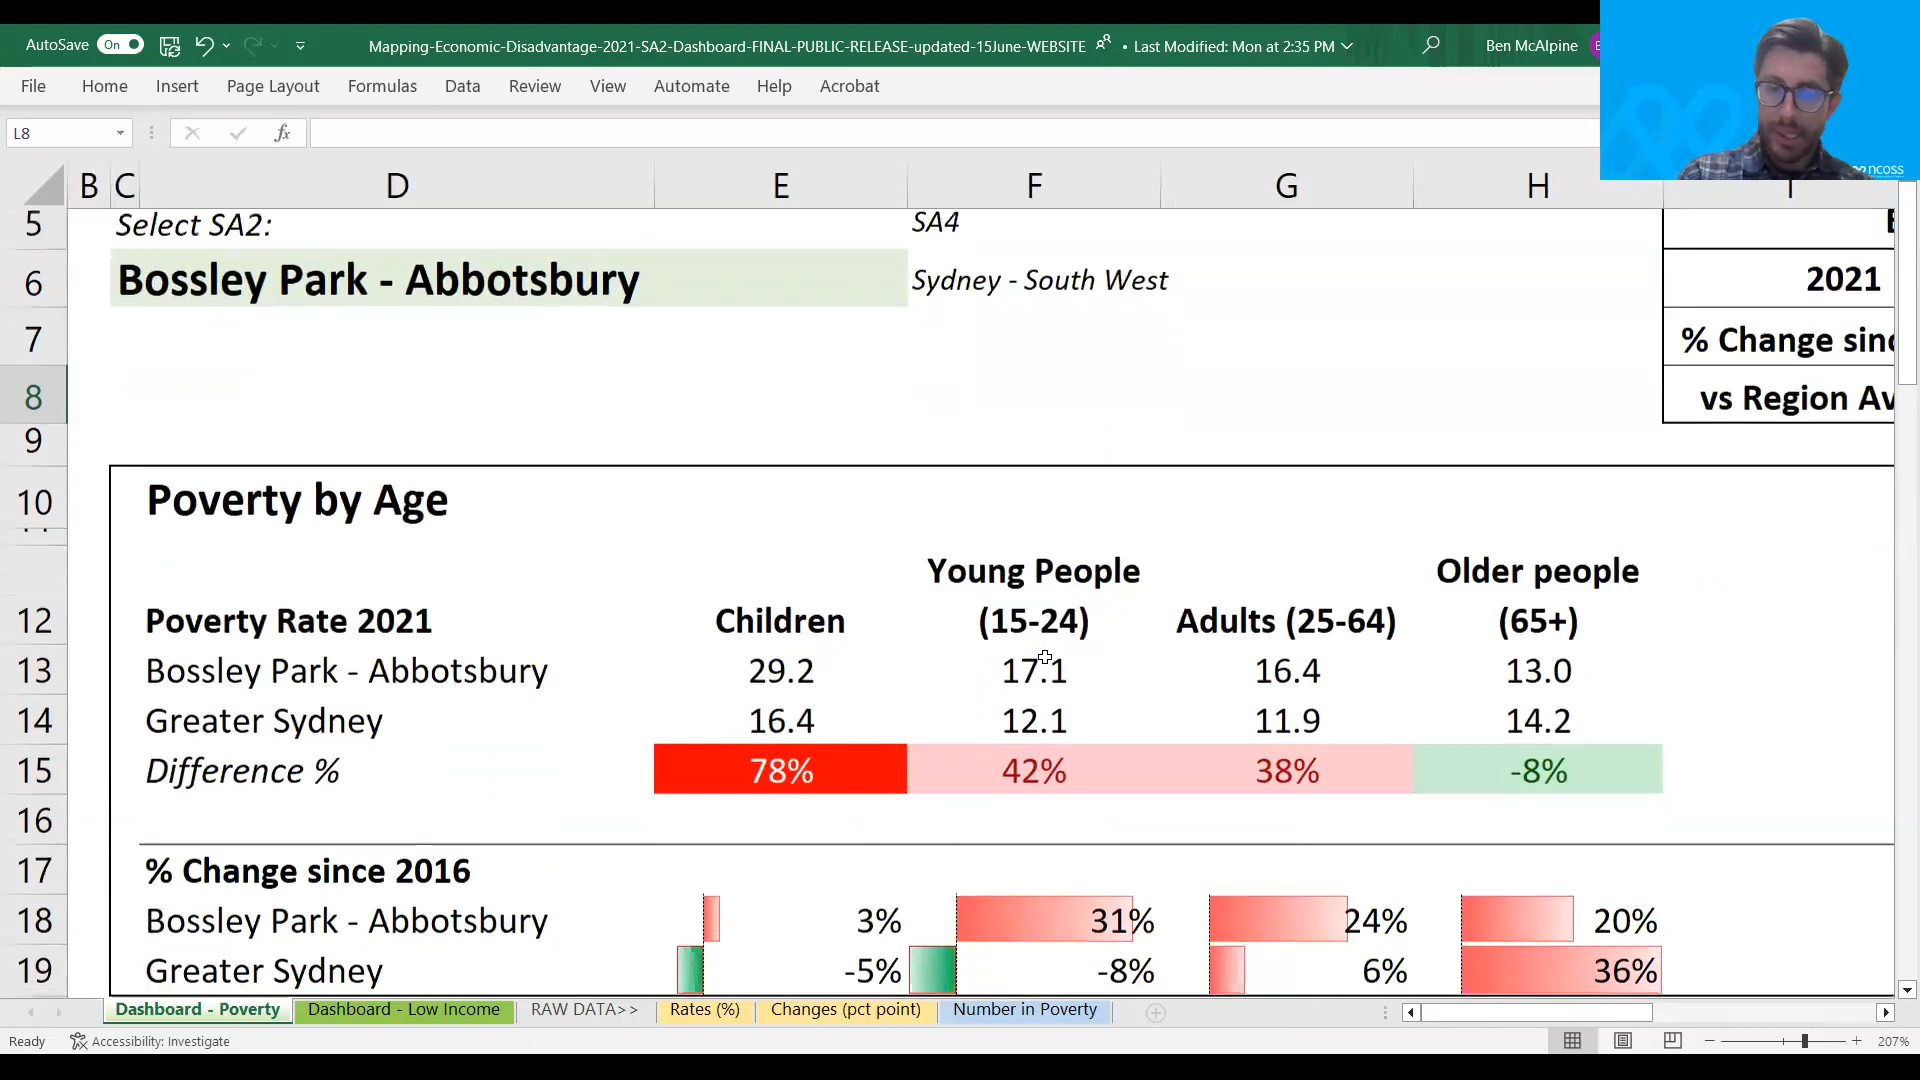 AutoSave On Mapping-Economic-Disadvantage-2021-SA2-Dashboard-FINAL-PUBLIC-RELEASE-updated-15June-WEBSITE • Last Modified: Mon at 2:35 PM Ben McAlpine
File Home Insert Page Layout Formulas Data Review View Automate Help Acrobat
L8 fx
ncoss
B C D E F G H
5 Select SA2: SA4
6 Bossley Park - Abbotsbury Sydney - South West 2021
7 % Change sinc
8 vs Region Av
9
10 Poverty by Age
Young People Older people
12 Poverty Rate 2021 Children (15-24) Adults (25-64) (65+)
13 Bossley Park - Abbotsbury 29.2 17.1 16.4 13.0
14 Greater Sydney 16.4 12.1 11.9 14.2
15 Difference % 78% 42% 38% -8%
16
17 % Change since 2016
18 Bossley Park - Abbotsbury 3% 31% 24% 20%
19 Greater Sydney -5% -8% 6% 36%
Dashboard - Poverty Dashboard - Low Income RAW DATA>> Rates (%) Changes (pct point) Number in Poverty
Ready Accessibility: Investigate 207%